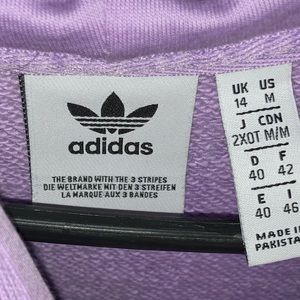 adidas
THE BRAND WITH THE 3 STRIPES
DIE WELTMARKE MIT DEN 3 STREIFEN
LA MARQUE AUX 3 BANDES
UK US
14 M
J CDN
2XOT M/M
D F
40 42
E I
40 46
MADE IN
PAKISTA